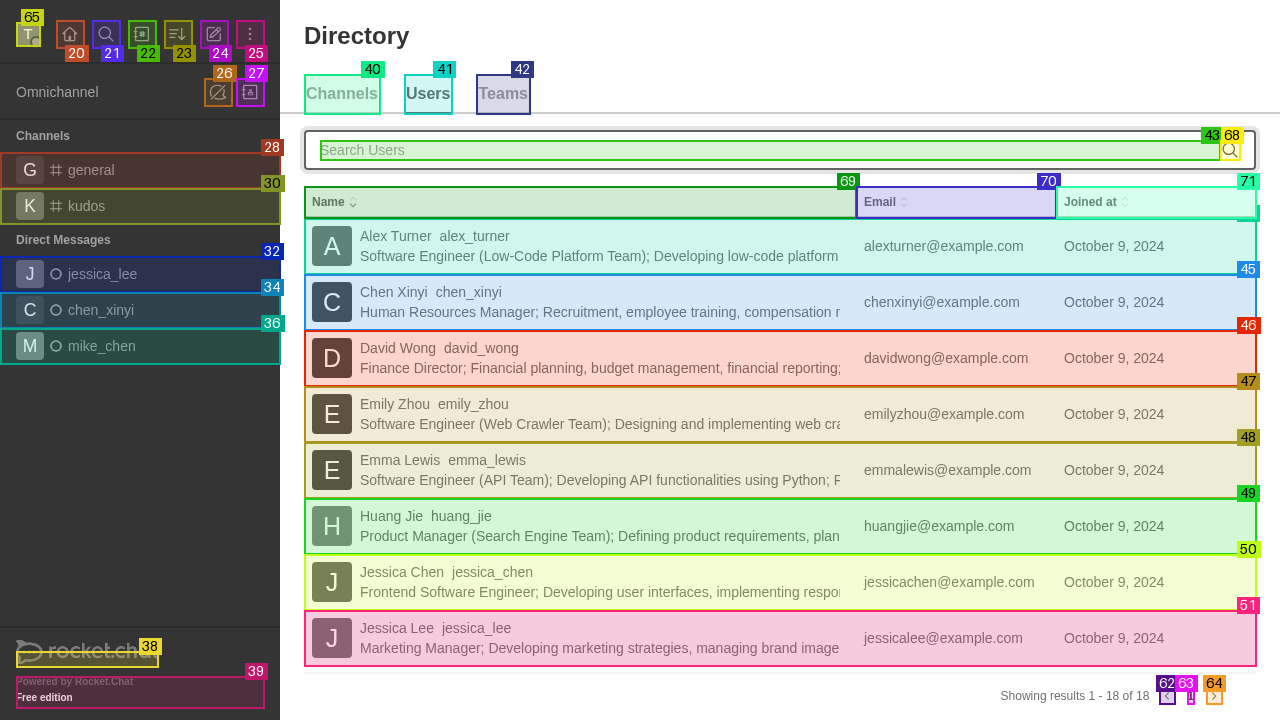 T
65
20
21
22
23
24
25
Omnichannel
26
27
Channels
28
G general
30
K kudos
Direct Messages
32
J jessica_lee
34
C chen_xinyi
36
M mike_chen
38
rocket.chat
39
Powered by Rocket.Chat
Free edition
Directory
40
41
42
Channels
Users
Teams
43
68
Search Users
69
70
71
Name
Email
Joined at
A Alex Turner alex_turner
Software Engineer (Low-Code Platform Team); Developing low-code platform
alexturner@example.com
October 9, 2024
45
C Chen Xinyi chen_xinyi
Human Resources Manager; Recruitment, employee training, compensation r
chenxinyi@example.com
October 9, 2024
46
D David Wong david_wong
Finance Director; Financial planning, budget management, financial reporting;
davidwong@example.com
October 9, 2024
47
E Emily Zhou emily_zhou
Software Engineer (Web Crawler Team); Designing and implementing web cra
emilyzhou@example.com
October 9, 2024
48
E Emma Lewis emma_lewis
Software Engineer (API Team); Developing API functionalities using Python; F
emmalewis@example.com
October 9, 2024
49
H Huang Jie huang_jie
Product Manager (Search Engine Team); Defining product requirements, plan
huangjie@example.com
October 9, 2024
50
J Jessica Chen jessica_chen
Frontend Software Engineer; Developing user interfaces, implementing respo
jessicachen@example.com
October 9, 2024
51
J Jessica Lee jessica_lee
Marketing Manager; Developing marketing strategies, managing brand image
jessicalee@example.com
October 9, 2024
62
63
64
Showing results 1 - 18 of 18
1